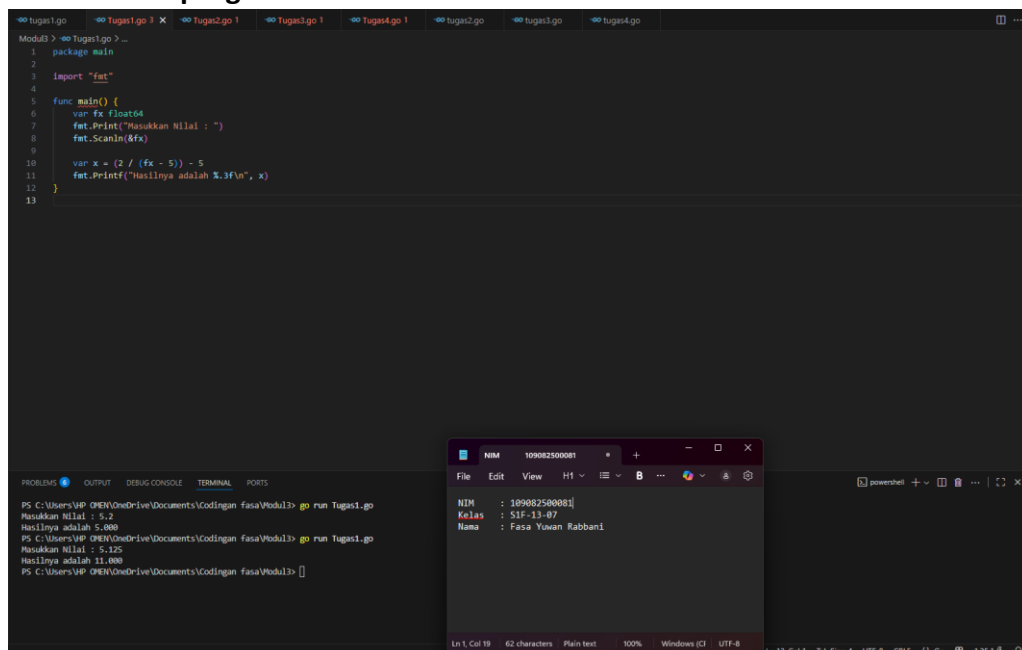 tugas1.go Tugas1.go 3 Tugas2.go 1 Tugas3.go 1 Tugas4.go 1 tugas2.go tugas3.go tugas4.go
Modul3 > Tugas1.go > ...
1 package main
2
3 import "fmt"
4
5 func main() {
6 var fx float64
7 fmt.Print("Masukkan Nilai : ")
8 fmt.Scanln(&fx)
9
10 var x = (2 / (fx - 5)) - 5
11 fmt.Printf("Hasilnya adalah %.3f\n", x)
12 }
13
PROBLEMS 6 OUTPUT DEBUG CONSOLE TERMINAL PORTS
powershell
PS C:\Users\HP OMEN\OneDrive\Documents\Codingan fasa\Modul3> go run Tugas1.go
Masukkan Nilai : 5.2
Hasilnya adalah 5.000
PS C:\Users\HP OMEN\OneDrive\Documents\Codingan fasa\Modul3> go run Tugas1.go
Masukkan Nilai : 5.125
Hasilnya adalah 11.000
PS C:\Users\HP OMEN\OneDrive\Documents\Codingan fasa\Modul3>
NIM 109082500081
File Edit View H1 B
NIM : 109082500081
Kelas : S1F-13-07
Nama : Fasa Yuwan Rabbani
Ln 1, Col 19 62 characters Plain text 100% Windows (Cl UTF-8